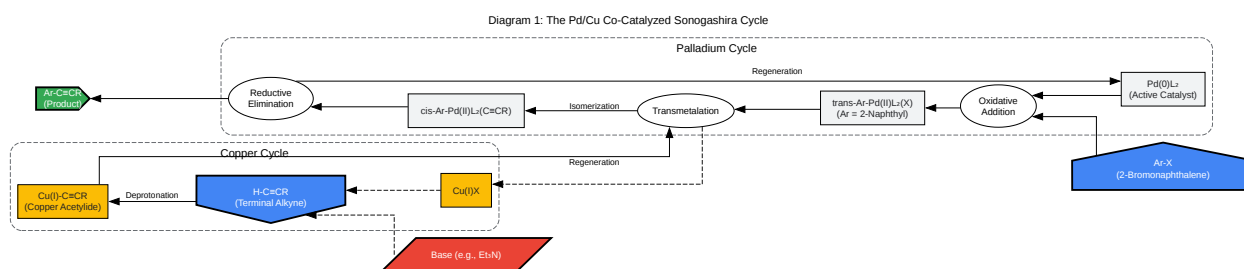 Diagram 1: The Pd/Cu Co-Catalyzed Sonogashira Cycle
Palladium Cycle
Regeneration
Ar-C≡CR
(Product)
Reductive
Elimination
cis-Ar-Pd(II)L₂(C≡CR)
Isomerization
Transmetalation
trans-Ar-Pd(II)L₂(X)
(Ar = 2-Naphthyl)
Oxidative
Addition
Pd(0)L₂
(Active Catalyst)
Copper Cycle
Regeneration
Ar-X
(2-Bromonaphthalene)
Cu(I)-C≡CR
(Copper Acetylide)
Deprotonation
H-C≡CR
(Terminal Alkyne)
Cu(I)X
Base (e.g., Et₃N)